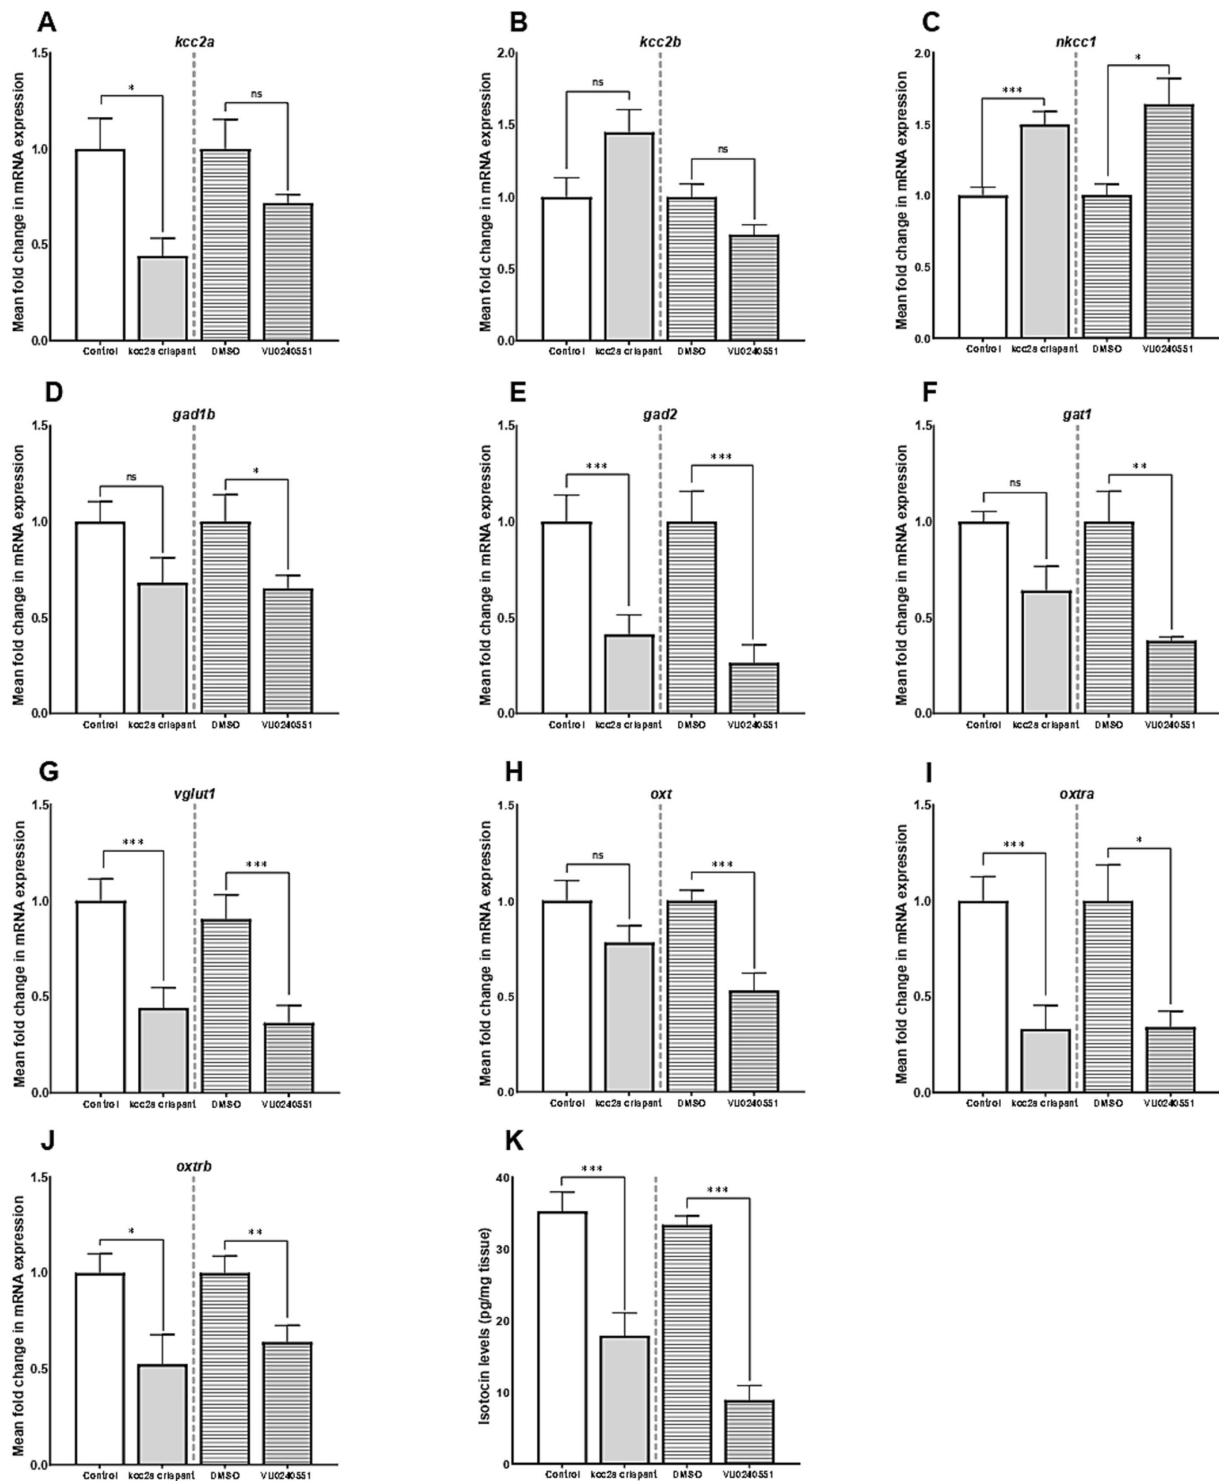 A
kcc2a
Mean fold change in mRNA expression
1.5
1.0
0.5
0.0
*
ns
Control
kcc2a crispant
DMSO
VU0240551
B
kcc2b
Mean fold change in mRNA expression
2.0
1.5
1.0
0.5
0.0
ns
ns
Control
kcc2a crispant
DMSO
VU0240551
C
nkcc1
Mean fold change in mRNA expression
2.0
1.5
1.0
0.5
0.0
***
*
Control
kcc2a crispant
DMSO
VU0240551
D
gad1b
Mean fold change in mRNA expression
1.5
1.0
0.5
0.0
ns
*
Control
kcc2a crispant
DMSO
VU0240551
E
gad2
Mean fold change in mRNA expression
1.5
1.0
0.5
0.0
***
***
Control
kcc2a crispant
DMSO
VU0240551
F
gat1
Mean fold change in mRNA expression
1.5
1.0
0.5
0.0
ns
**
Control
kcc2a crispant
DMSO
VU0240551
G
vglut1
Mean fold change in mRNA expression
1.5
1.0
0.5
0.0
***
***
Control
kcc2a crispant
DMSO
VU0240551
H
oxt
Mean fold change in mRNA expression
1.5
1.0
0.5
0.0
ns
***
Control
kcc2a crispant
DMSO
VU0240551
I
oxtra
Mean fold change in mRNA expression
1.5
1.0
0.5
0.0
***
*
Control
kcc2a crispant
DMSO
VU0240551
J
oxtrb
Mean fold change in mRNA expression
1.5
1.0
0.5
0.0
*
**
Control
kcc2a crispant
DMSO
VU0240551
K
Isotocin levels (pg/mg tissue)
40
30
20
10
0
***
***
Control
kcc2a crispant
DMSO
VU0240551